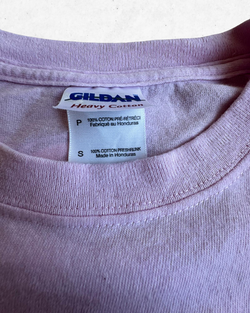 GILDAN
Heavy Cotton
P 100% COTON PRÉ-RÉTRÉCI
Fabriqué au Honduras
S 100% COTTON PRESHRUNK
Made in Honduras